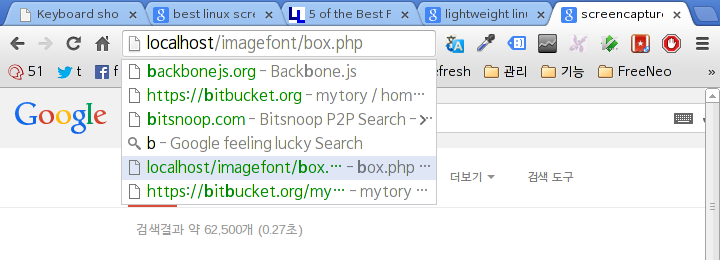 Keyboard sho
best linux scre
5 of the Best F
lightweight linu
screencapture
localhost/imagefont/box.php
51
efresh
관리
기능
FreeNeo
backbonejs.org – Backbone.js
https://bitbucket.org – mytory / hom…
bitsnoop.com – Bitsnoop P2P Search –
b – Google feeling lucky Search
localhost/imagefont/box.… – box.php …
https://bitbucket.org/my… – mytory …
Google
더보기
검색 도구
검색결과 약 62,500개 (0.27초)